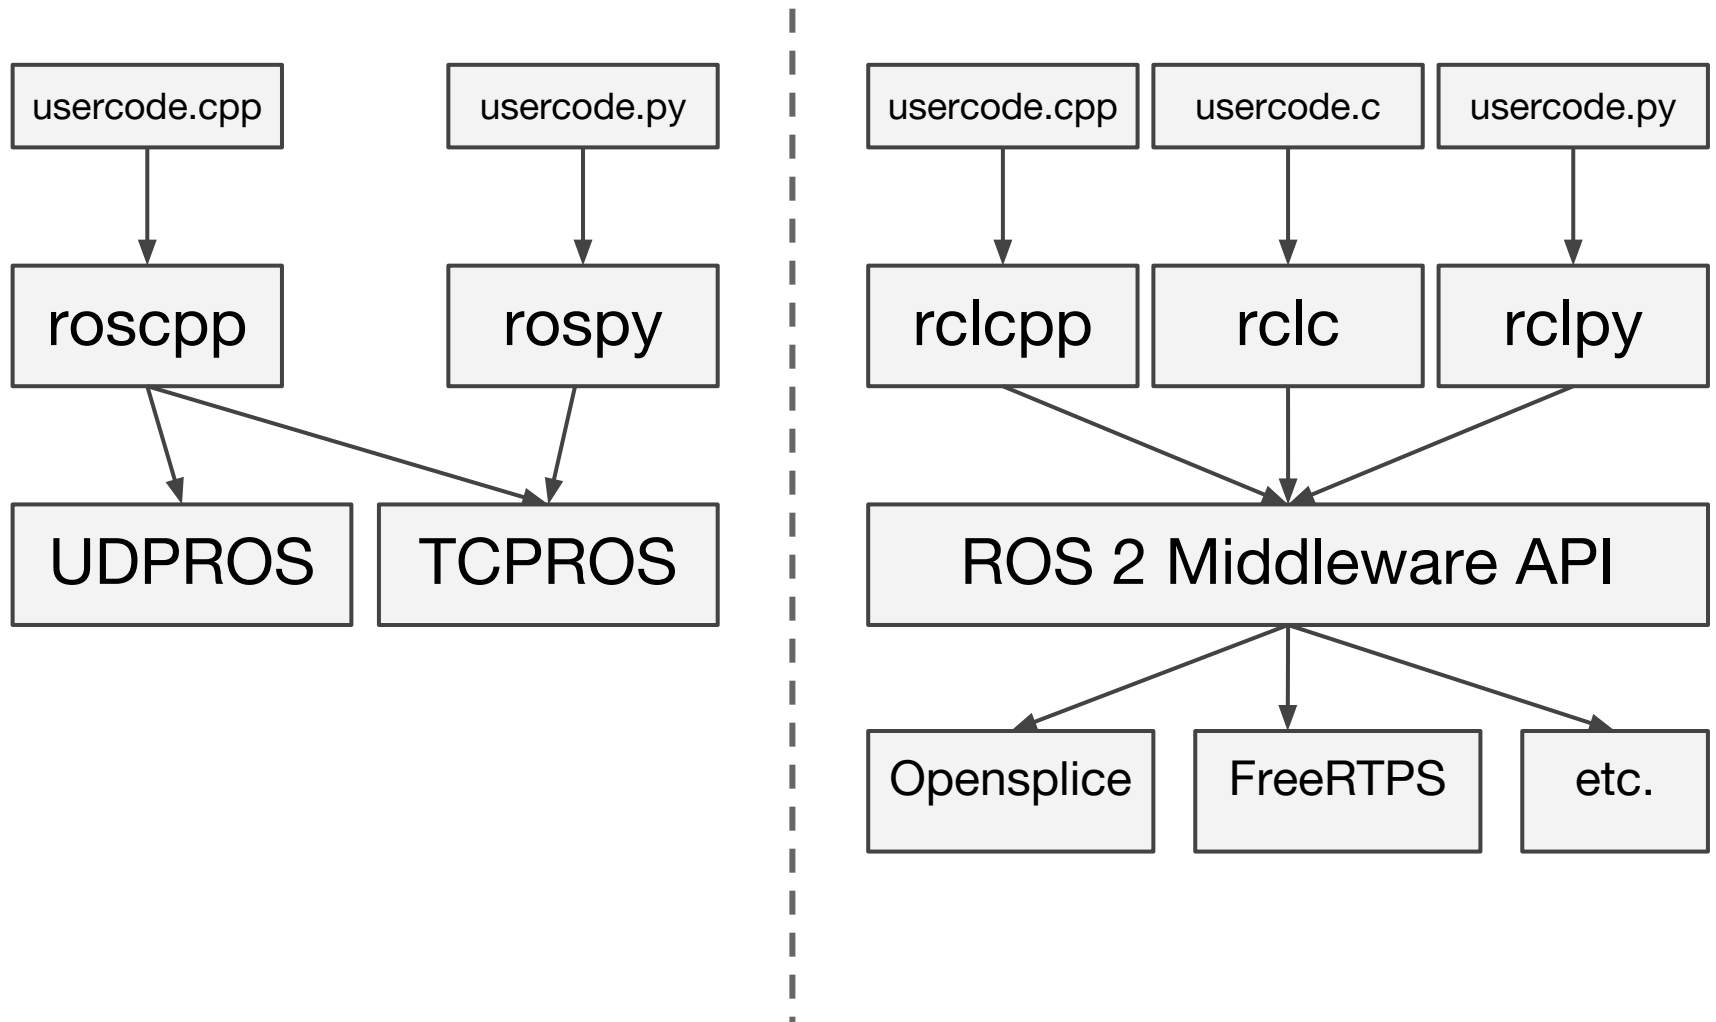 usercode.cpp
usercode.py
roscpp
rospy
UDPROS
TCPROS
usercode.cpp
usercode.c
usercode.py
rclcpp
rclc
rclpy
ROS 2 Middleware API
Opensplice
FreeRTPS
etc.